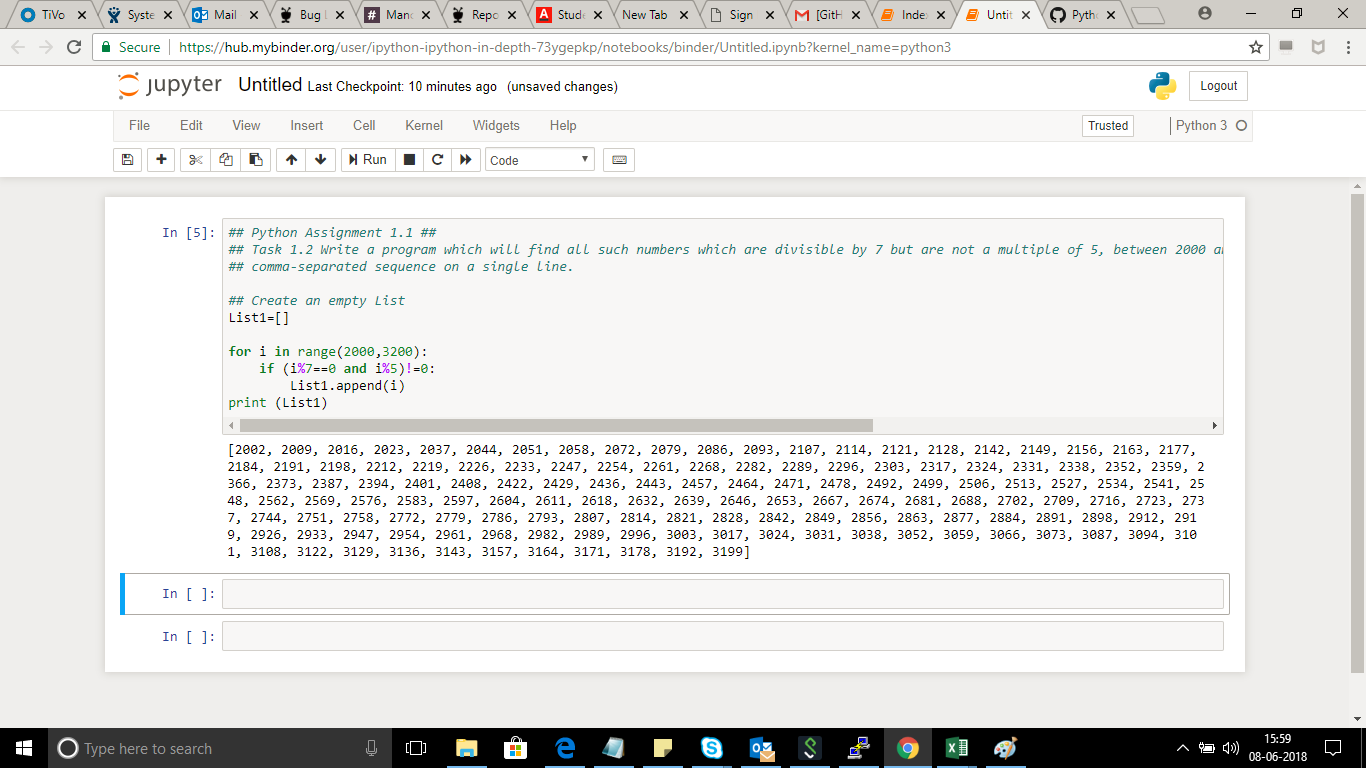 TiVo Syste Mail Bug L Manc Repo Stude New Tab Sign [GitH Index Untit Pytho
Secure https://hub.mybinder.org/user/ipython-ipython-in-depth-73ygepkp/notebooks/binder/Untitled.ipynb?kernel_name=python3
jupyter Untitled Last Checkpoint: 10 minutes ago (unsaved changes) Logout
File Edit View Insert Cell Kernel Widgets Help Trusted Python 3
Run Code
In [5]: ## Python Assignment 1.1 ##
## Task 1.2 Write a program which will find all such numbers which are divisible by 7 but are not a multiple of 5, between 2000 a
## comma-separated sequence on a single line.
## Create an empty List
List1=[]
for i in range(2000,3200):
if (i%7==0 and i%5)!=0:
List1.append(i)
print (List1)
[2002, 2009, 2016, 2023, 2037, 2044, 2051, 2058, 2072, 2079, 2086, 2093, 2107, 2114, 2121, 2128, 2142, 2149, 2156, 2163, 2177,
2184, 2191, 2198, 2212, 2219, 2226, 2233, 2247, 2254, 2261, 2268, 2282, 2289, 2296, 2303, 2317, 2324, 2331, 2338, 2352, 2359, 2
366, 2373, 2387, 2394, 2401, 2408, 2422, 2429, 2436, 2443, 2457, 2464, 2471, 2478, 2492, 2499, 2506, 2513, 2527, 2534, 2541, 25
48, 2562, 2569, 2576, 2583, 2597, 2604, 2611, 2618, 2632, 2639, 2646, 2653, 2667, 2674, 2681, 2688, 2702, 2709, 2716, 2723, 273
7, 2744, 2751, 2758, 2772, 2779, 2786, 2793, 2807, 2814, 2821, 2828, 2842, 2849, 2856, 2863, 2877, 2884, 2891, 2898, 2912, 291
9, 2926, 2933, 2947, 2954, 2961, 2968, 2982, 2989, 2996, 3003, 3017, 3024, 3031, 3038, 3052, 3059, 3066, 3073, 3087, 3094, 310
1, 3108, 3122, 3129, 3136, 3143, 3157, 3164, 3171, 3178, 3192, 3199]
In [ ]:
In [ ]:
Type here to search
15:59
08-06-2018